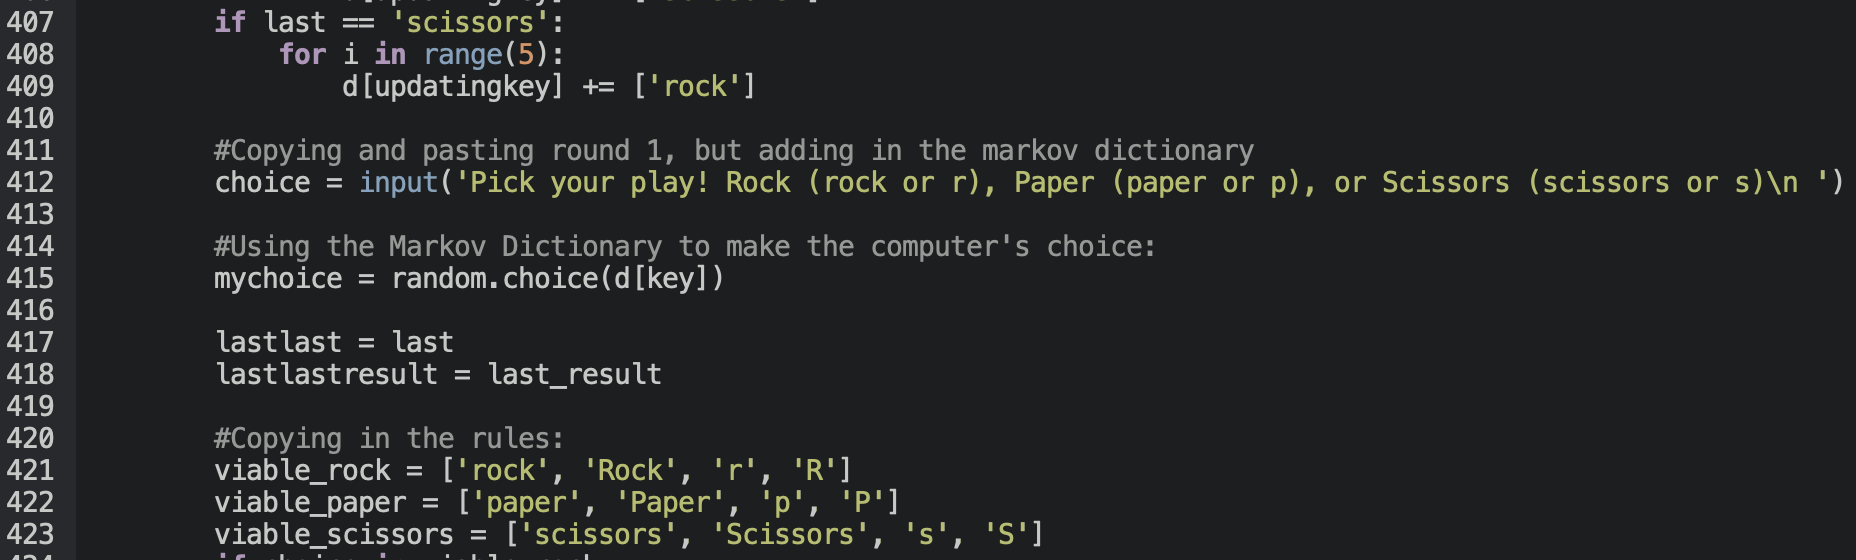 407 if last == 'scissors':
408 for i in range(5):
409 d[updatingkey] += ['rock']
410
411 #Copying and pasting round 1, but adding in the markov dictionary
412 choice = input('Pick your play! Rock (rock or r), Paper (paper or p), or Scissors (scissors or s)\n ')
413
414 #Using the Markov Dictionary to make the computer's choice:
415 mychoice = random.choice(d[key])
416
417 lastlast = last
418 lastlastresult = last_result
419
420 #Copying in the rules:
421 viable_rock = ['rock', 'Rock', 'r', 'R']
422 viable_paper = ['paper', 'Paper', 'p', 'P']
423 viable_scissors = ['scissors', 'Scissors', 's', 'S']